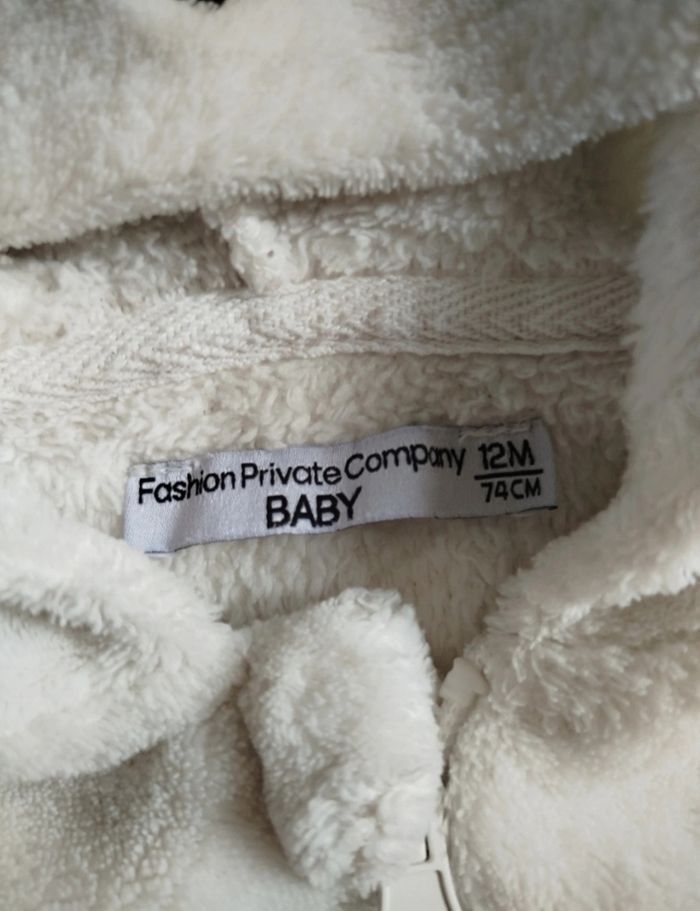 Fashion Private Company 12M
BABY 74CM